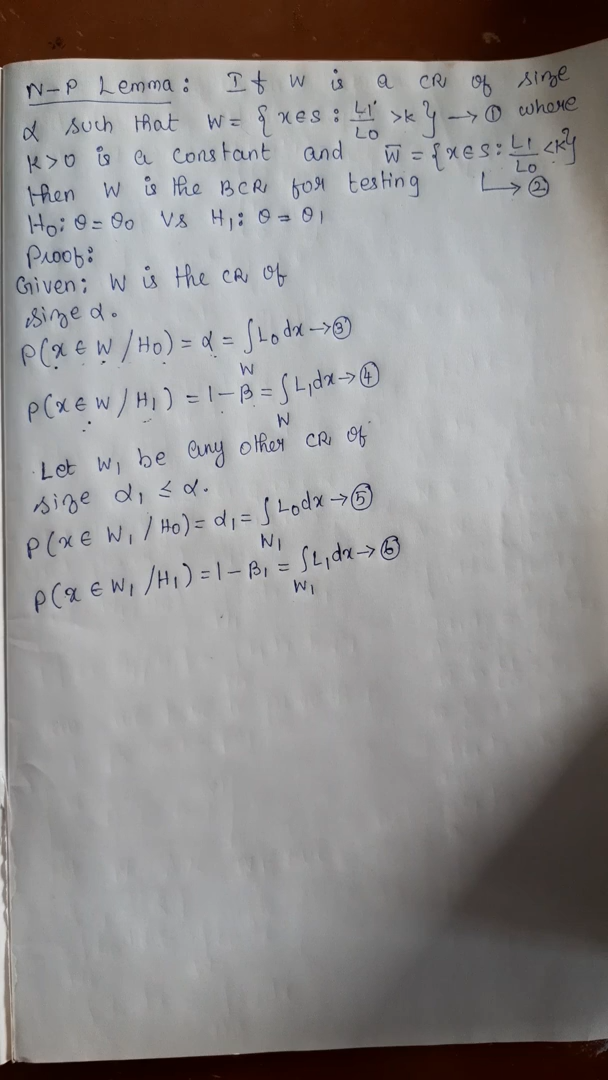 N-P Lemma: If W is a CR of size
α such that W = { x∈s : L1/L0 >k } → ① where
k>0 is a constant and W̅ = {x∈s : L1/L0 <k}
then W is the BCR for testing ↳ ②
H0: θ = θ0 Vs H1: θ = θ1
Proof:
Given: W is the CR of
size α.
P(x ∈ W / H0) = α = ∫W L0 dx → ③
P(x ∈ W / H1) = 1 - β = ∫W L1 dx → ④
Let W1 be any other CR of
size α1 ≤ α.
P(x ∈ W1 / H0) = α1 = ∫W1 L0 dx → ⑤
P(x ∈ W1 / H1) = 1 - β1 = ∫W1 L1 dx → ⑥